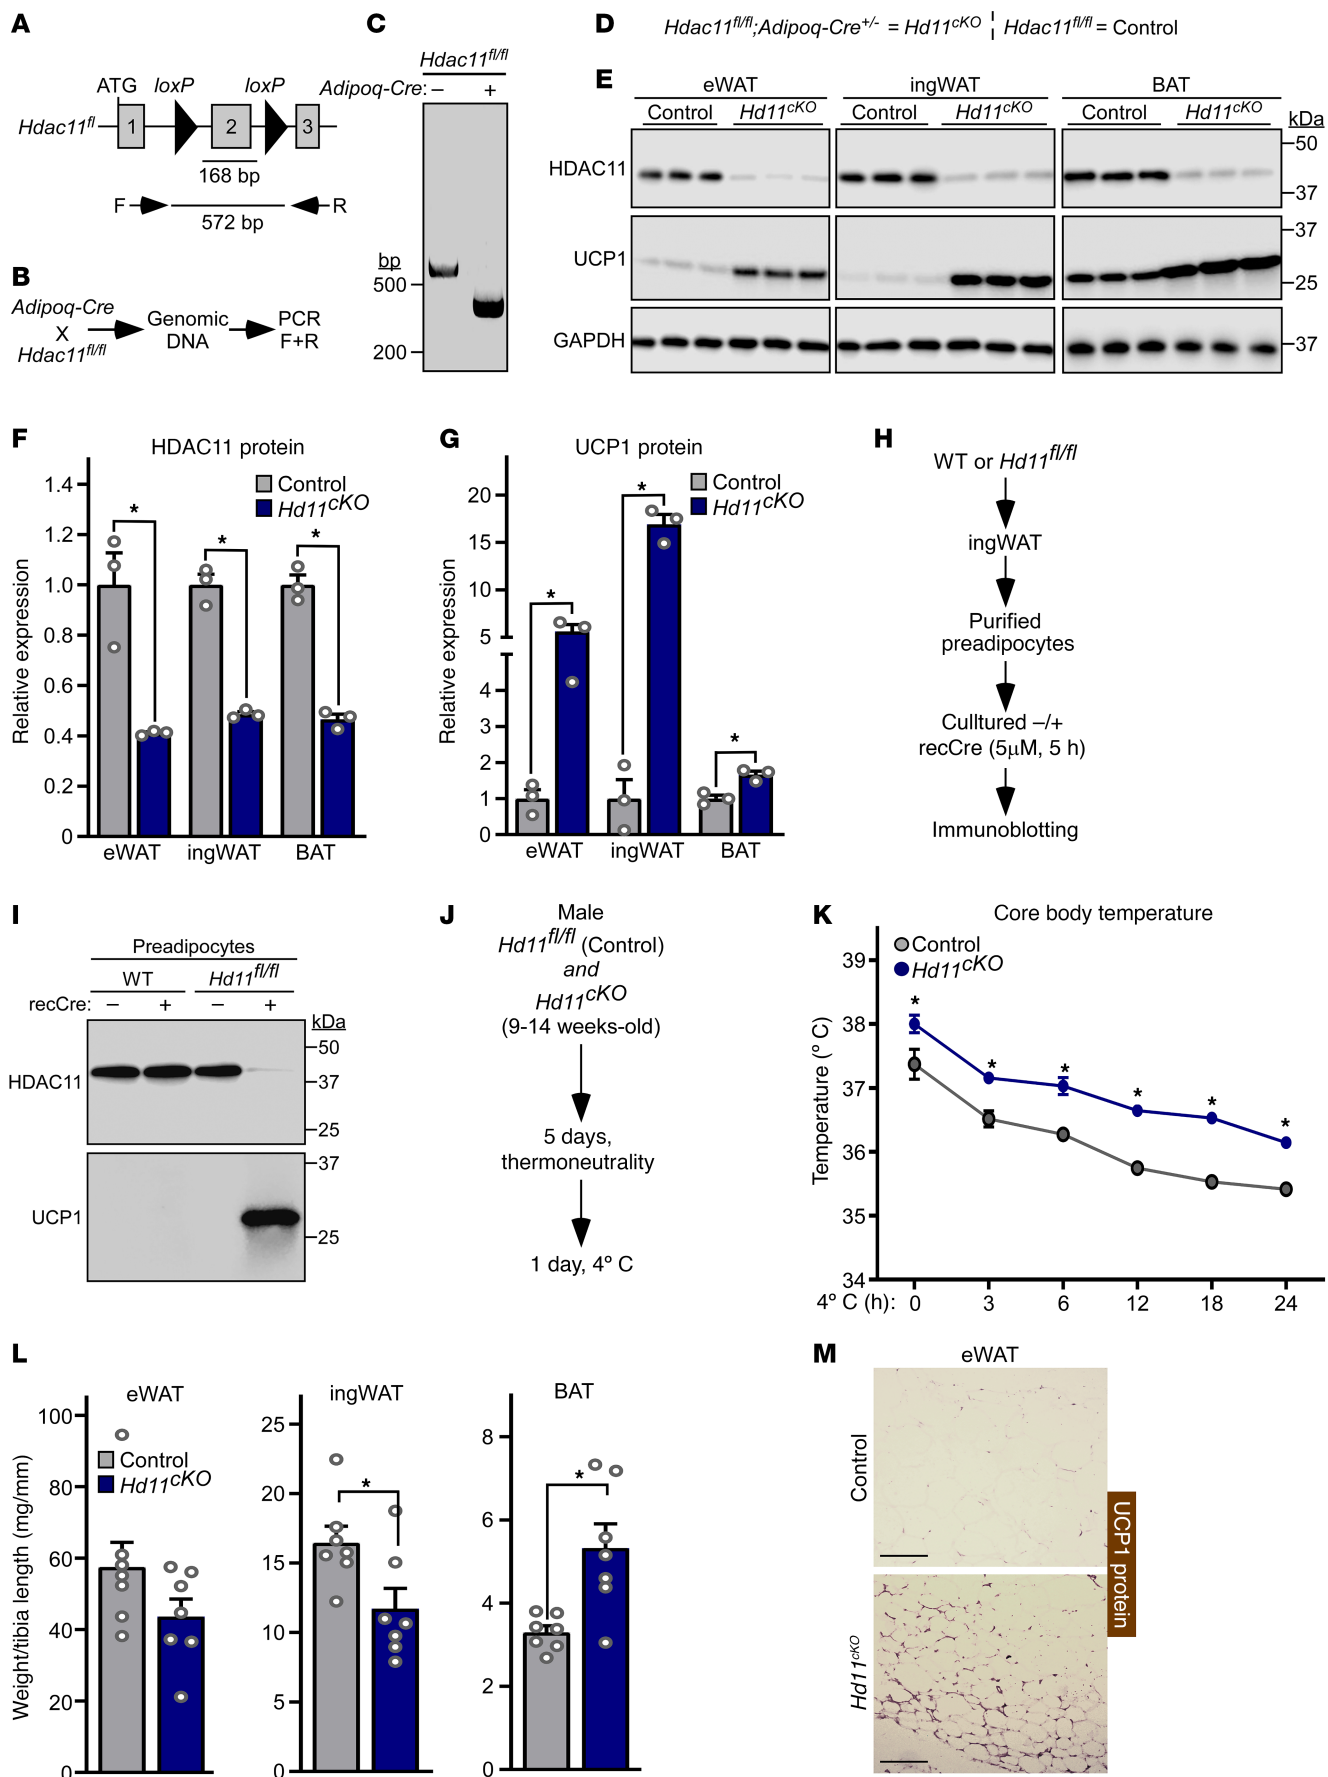 A
ATG loxP loxP
Hdac11fl 1 2 3
168 bp
F R
572 bp
B
Adipoq-Cre
X
Hdac11fl/fl
Genomic
DNA
PCR
F+R
C
Hdac11fl/fl
Adipoq-Cre: – +
bp
500
200
D
Hdac11fl/fl;Adipoq-Cre+/- = Hd11cKO ¦ Hdac11fl/fl = Control
E
eWAT ingWAT BAT
Control Hd11cKO Control Hd11cKO Control Hd11cKO
kDa
HDAC11
50
37
UCP1
37
25
GAPDH
37
F
HDAC11 protein
Control
Hd11cKO
Relative expression
1.4
1.2
1.0
0.8
0.6
0.4
0.2
0
* * *
eWAT ingWAT BAT
G
UCP1 protein
Control
Hd11cKO
Relative expression
20
15
10
5
4
3
2
1
0
* * *
eWAT ingWAT BAT
H
WT or Hd11fl/fl
ingWAT
Purified
preadipocytes
Culltured –/+
recCre (5µM, 5 h)
Immunoblotting
I
Preadipocytes
WT Hd11fl/fl
recCre: – + – +
kDa
HDAC11
50
37
25
UCP1
37
25
J
Male
Hd11fl/fl (Control)
and
Hd11cKO
(9-14 weeks-old)
5 days,
thermoneutrality
1 day, 4º C
K
Core body temperature
Control
Hd11cKO
Temperature (º C)
39
38
37
36
35
34
* * * * * *
4º C (h): 0 3 6 12 18 24
L
Weight/tibia length (mg/mm)
eWAT
Control
Hd11cKO
100
80
60
40
20
0
ingWAT
25
20
15
10
5
0
*
BAT
8
6
4
2
0
*
M
eWAT
Control
Hd11cKO
UCP1 protein